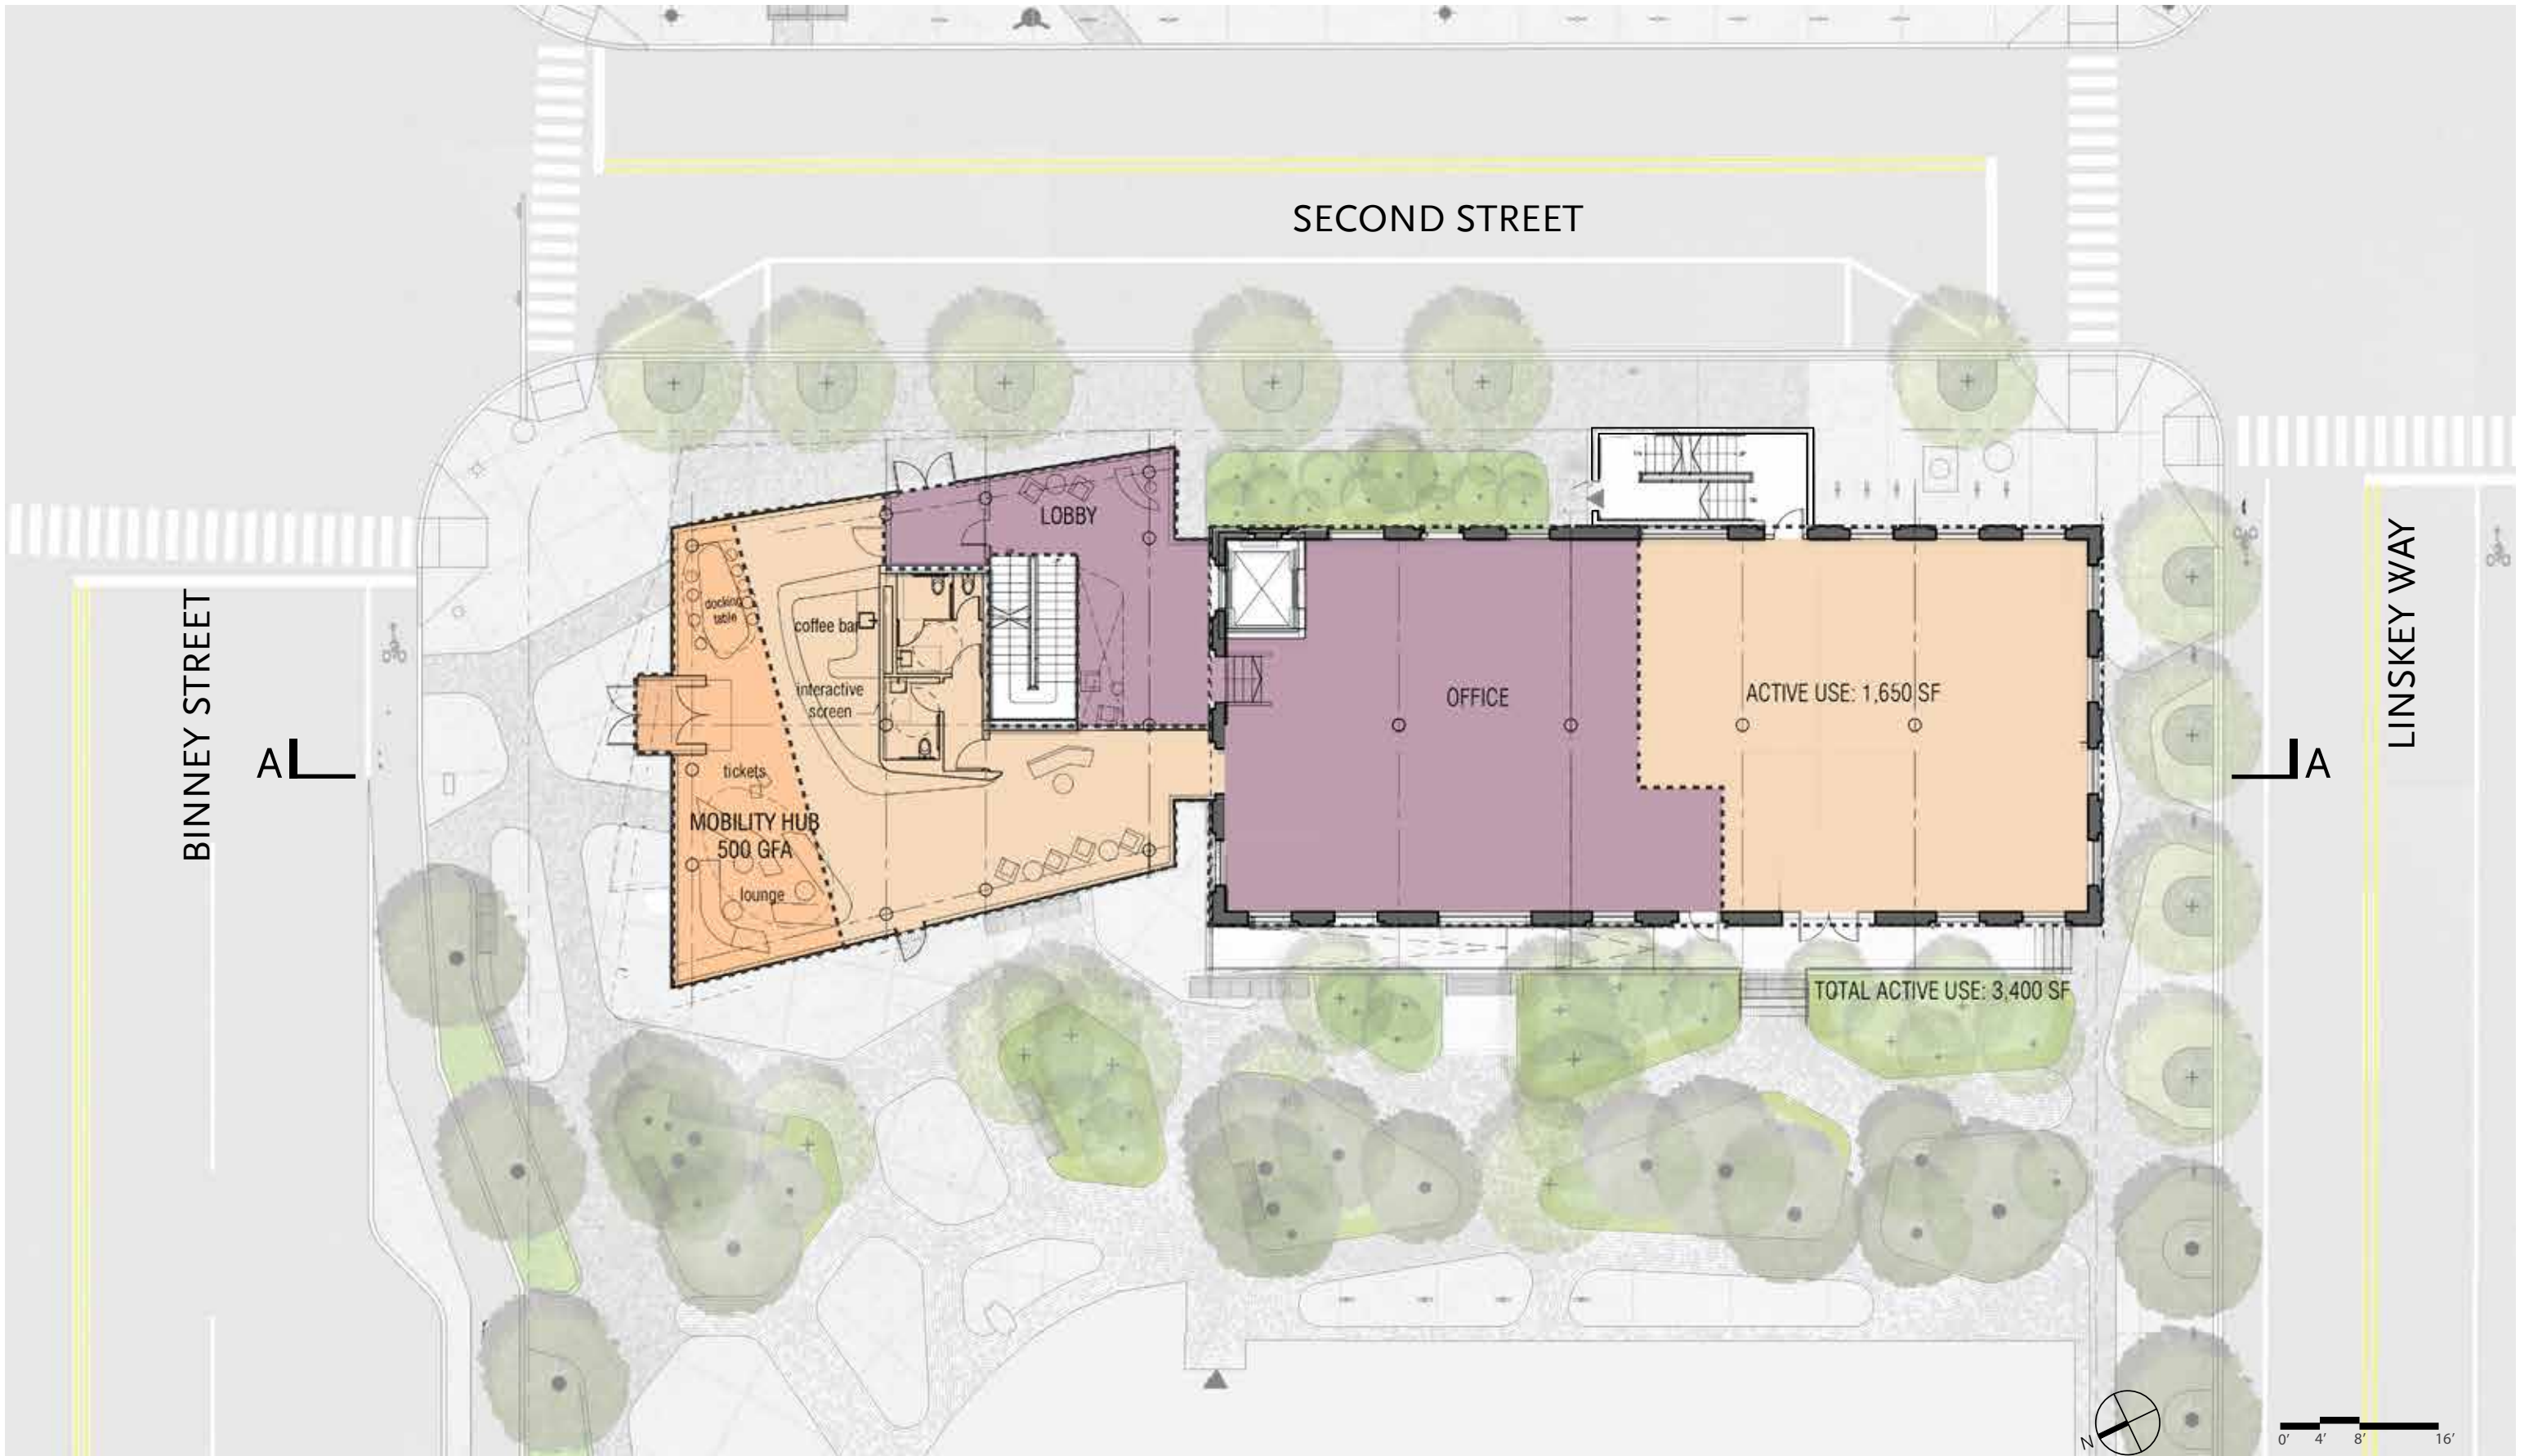 SECOND STREET
LOBBY
docking
table
coffee bar
interactive
screen
tickets
MOBILITY HUB
500 GFA
lounge
OFFICE
ACTIVE USE: 1,650 SF
TOTAL ACTIVE USE: 3,400 SF
BINNEY STREET
LINSKEY WAY
A
A
N
0' 4' 8' 16'